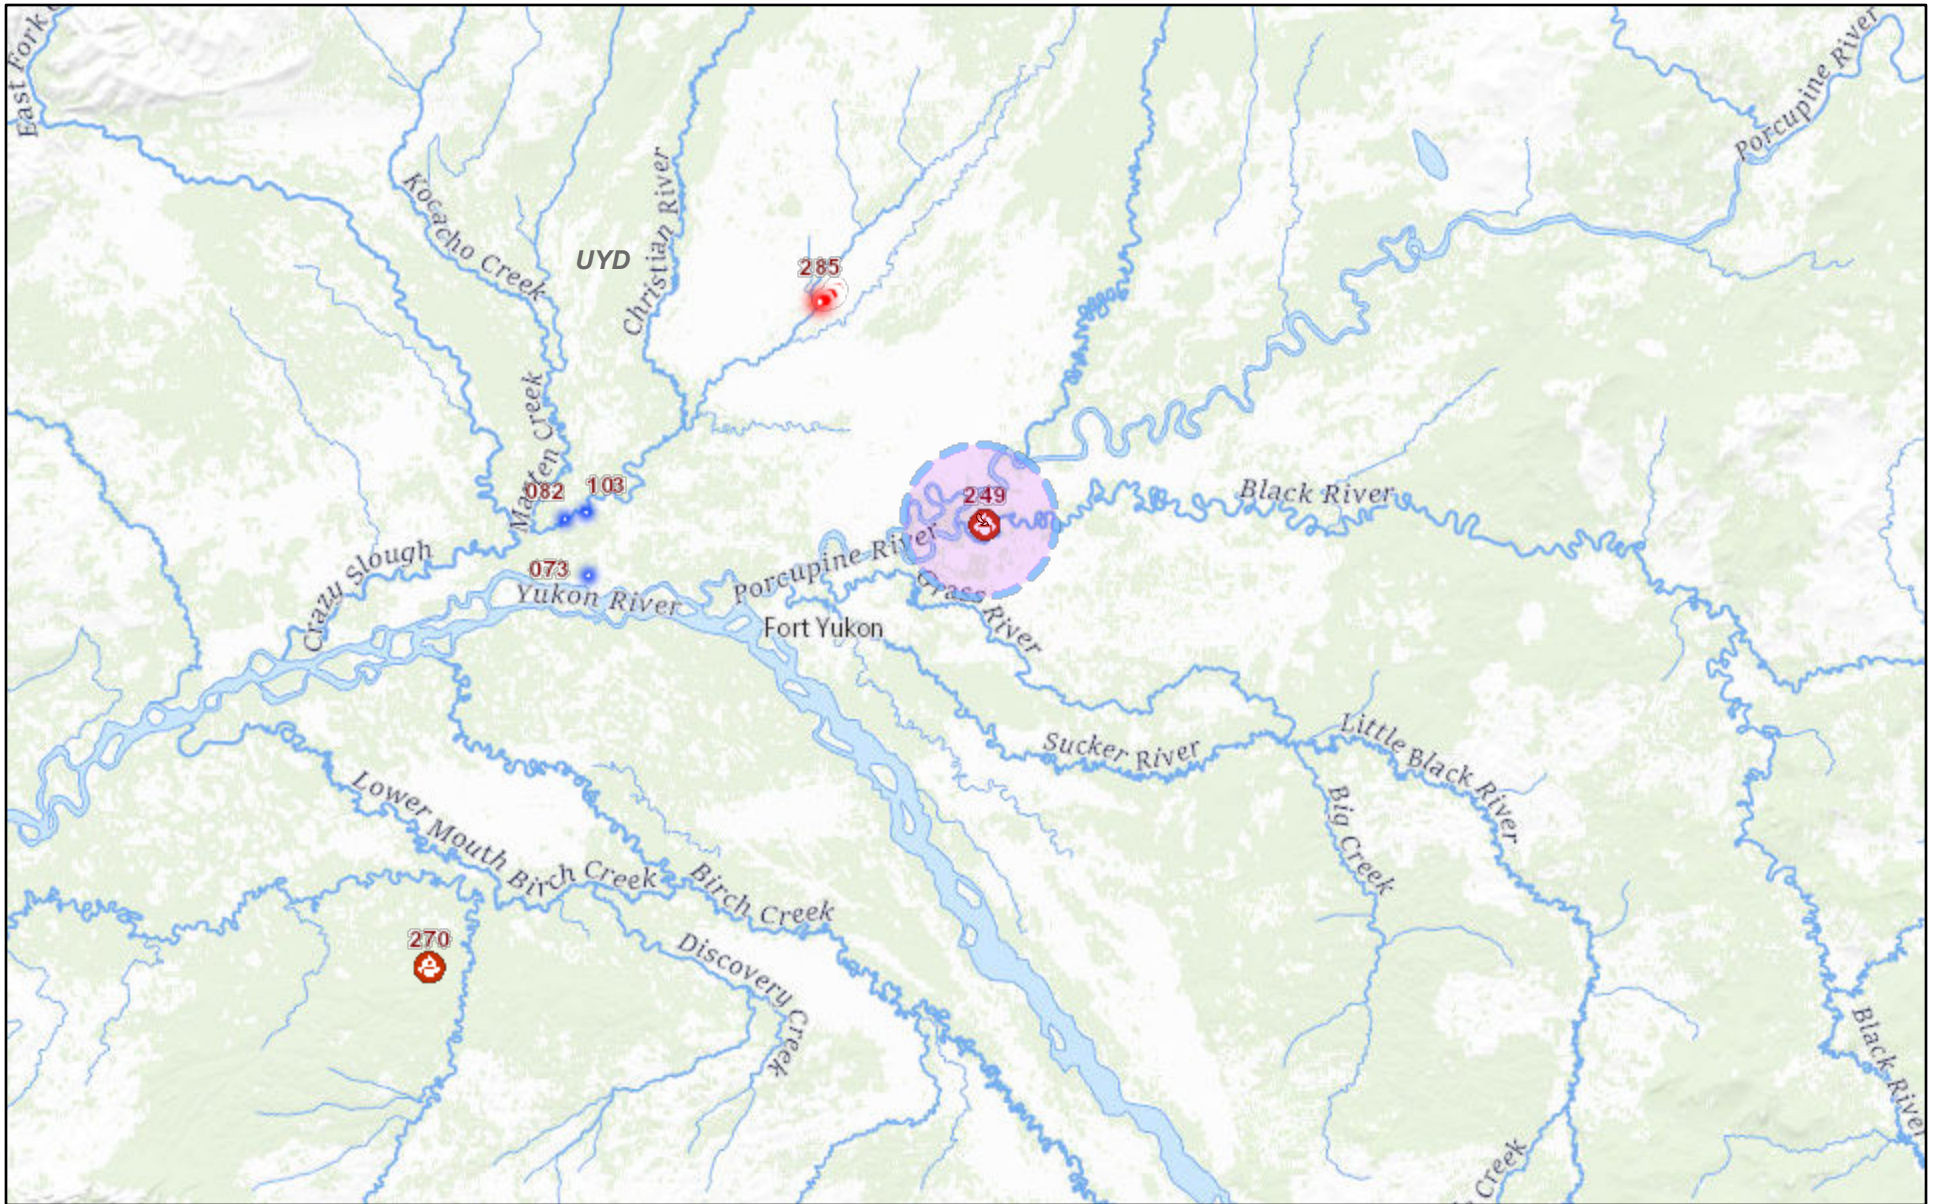 East Fork
Porcupine River
Kocacho Creek
UYD
Christian River
285
Marten Creek
082
103
249
Black River
Crazy Slough
073
Yukon River
Porcupine River
Grass River
Fort Yukon
Sucker River
Little Black River
Lower Mouth Birch Creek
Big Creek
Birch Creek
270
Discovery Creek
Black River
Creek